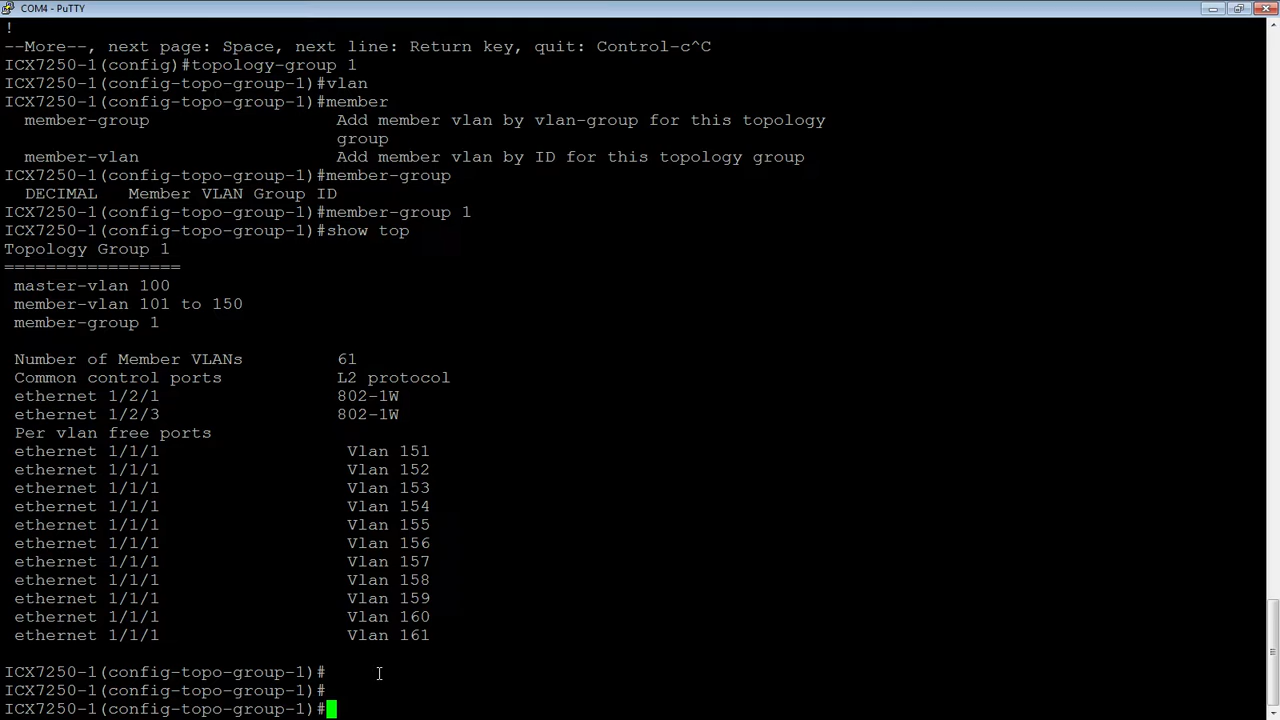 COM4 - PuTTY
!
--More--, next page: Space, next line: Return key, quit: Control-c^C
ICX7250-1(config)#topology-group 1
ICX7250-1(config-topo-group-1)#vlan
ICX7250-1(config-topo-group-1)#member
member-group Add member vlan by vlan-group for this topology
group
member-vlan Add member vlan by ID for this topology group
ICX7250-1(config-topo-group-1)#member-group
DECIMAL Member VLAN Group ID
ICX7250-1(config-topo-group-1)#member-group 1
ICX7250-1(config-topo-group-1)#show top
Topology Group 1
=================
master-vlan 100
member-vlan 101 to 150
member-group 1
Number of Member VLANs 61
Common control ports L2 protocol
ethernet 1/2/1 802-1W
ethernet 1/2/3 802-1W
Per vlan free ports
ethernet 1/1/1 Vlan 151
ethernet 1/1/1 Vlan 152
ethernet 1/1/1 Vlan 153
ethernet 1/1/1 Vlan 154
ethernet 1/1/1 Vlan 155
ethernet 1/1/1 Vlan 156
ethernet 1/1/1 Vlan 157
ethernet 1/1/1 Vlan 158
ethernet 1/1/1 Vlan 159
ethernet 1/1/1 Vlan 160
ethernet 1/1/1 Vlan 161
ICX7250-1(config-topo-group-1)#
ICX7250-1(config-topo-group-1)#
ICX7250-1(config-topo-group-1)#